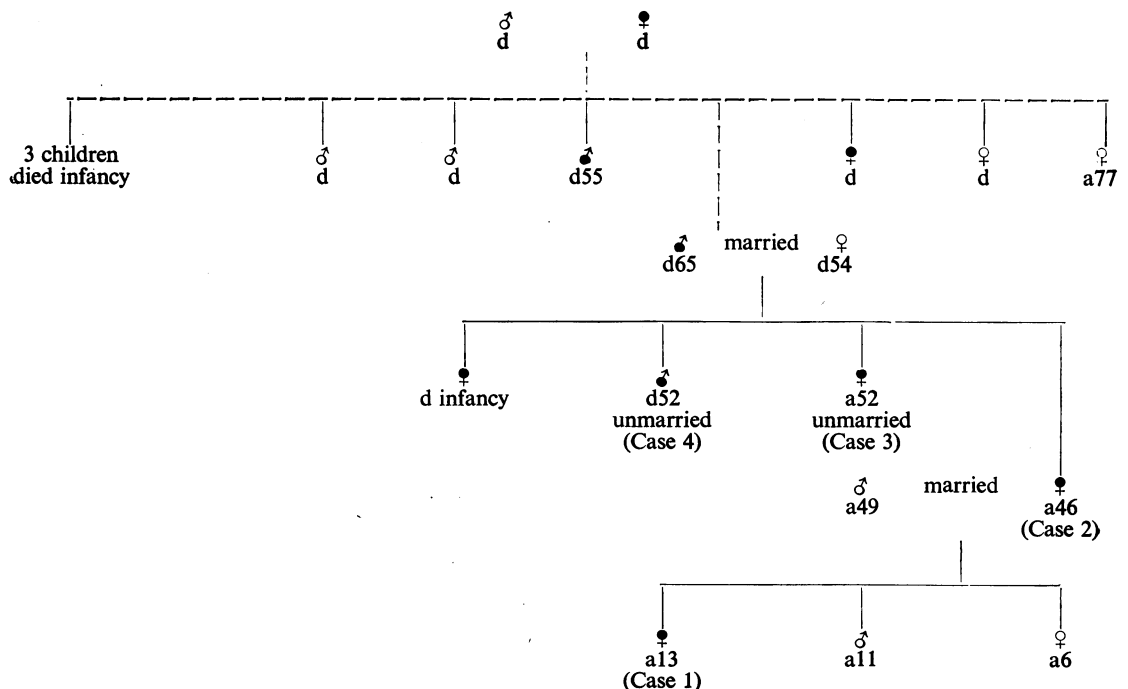 ♂ ♀
d d
3 children
died infancy
♂
d
♂
d
♂
d55
♀
d
♀
d
♀
a77
♂ married ♀
d65 d54
♀
d infancy
♂
d52
unmarried
(Case 4)
♀
a52
unmarried
(Case 3)
♂ married ♀
a49 a46
(Case 2)
♀
a13
(Case 1)
♂
a11
♀
a6